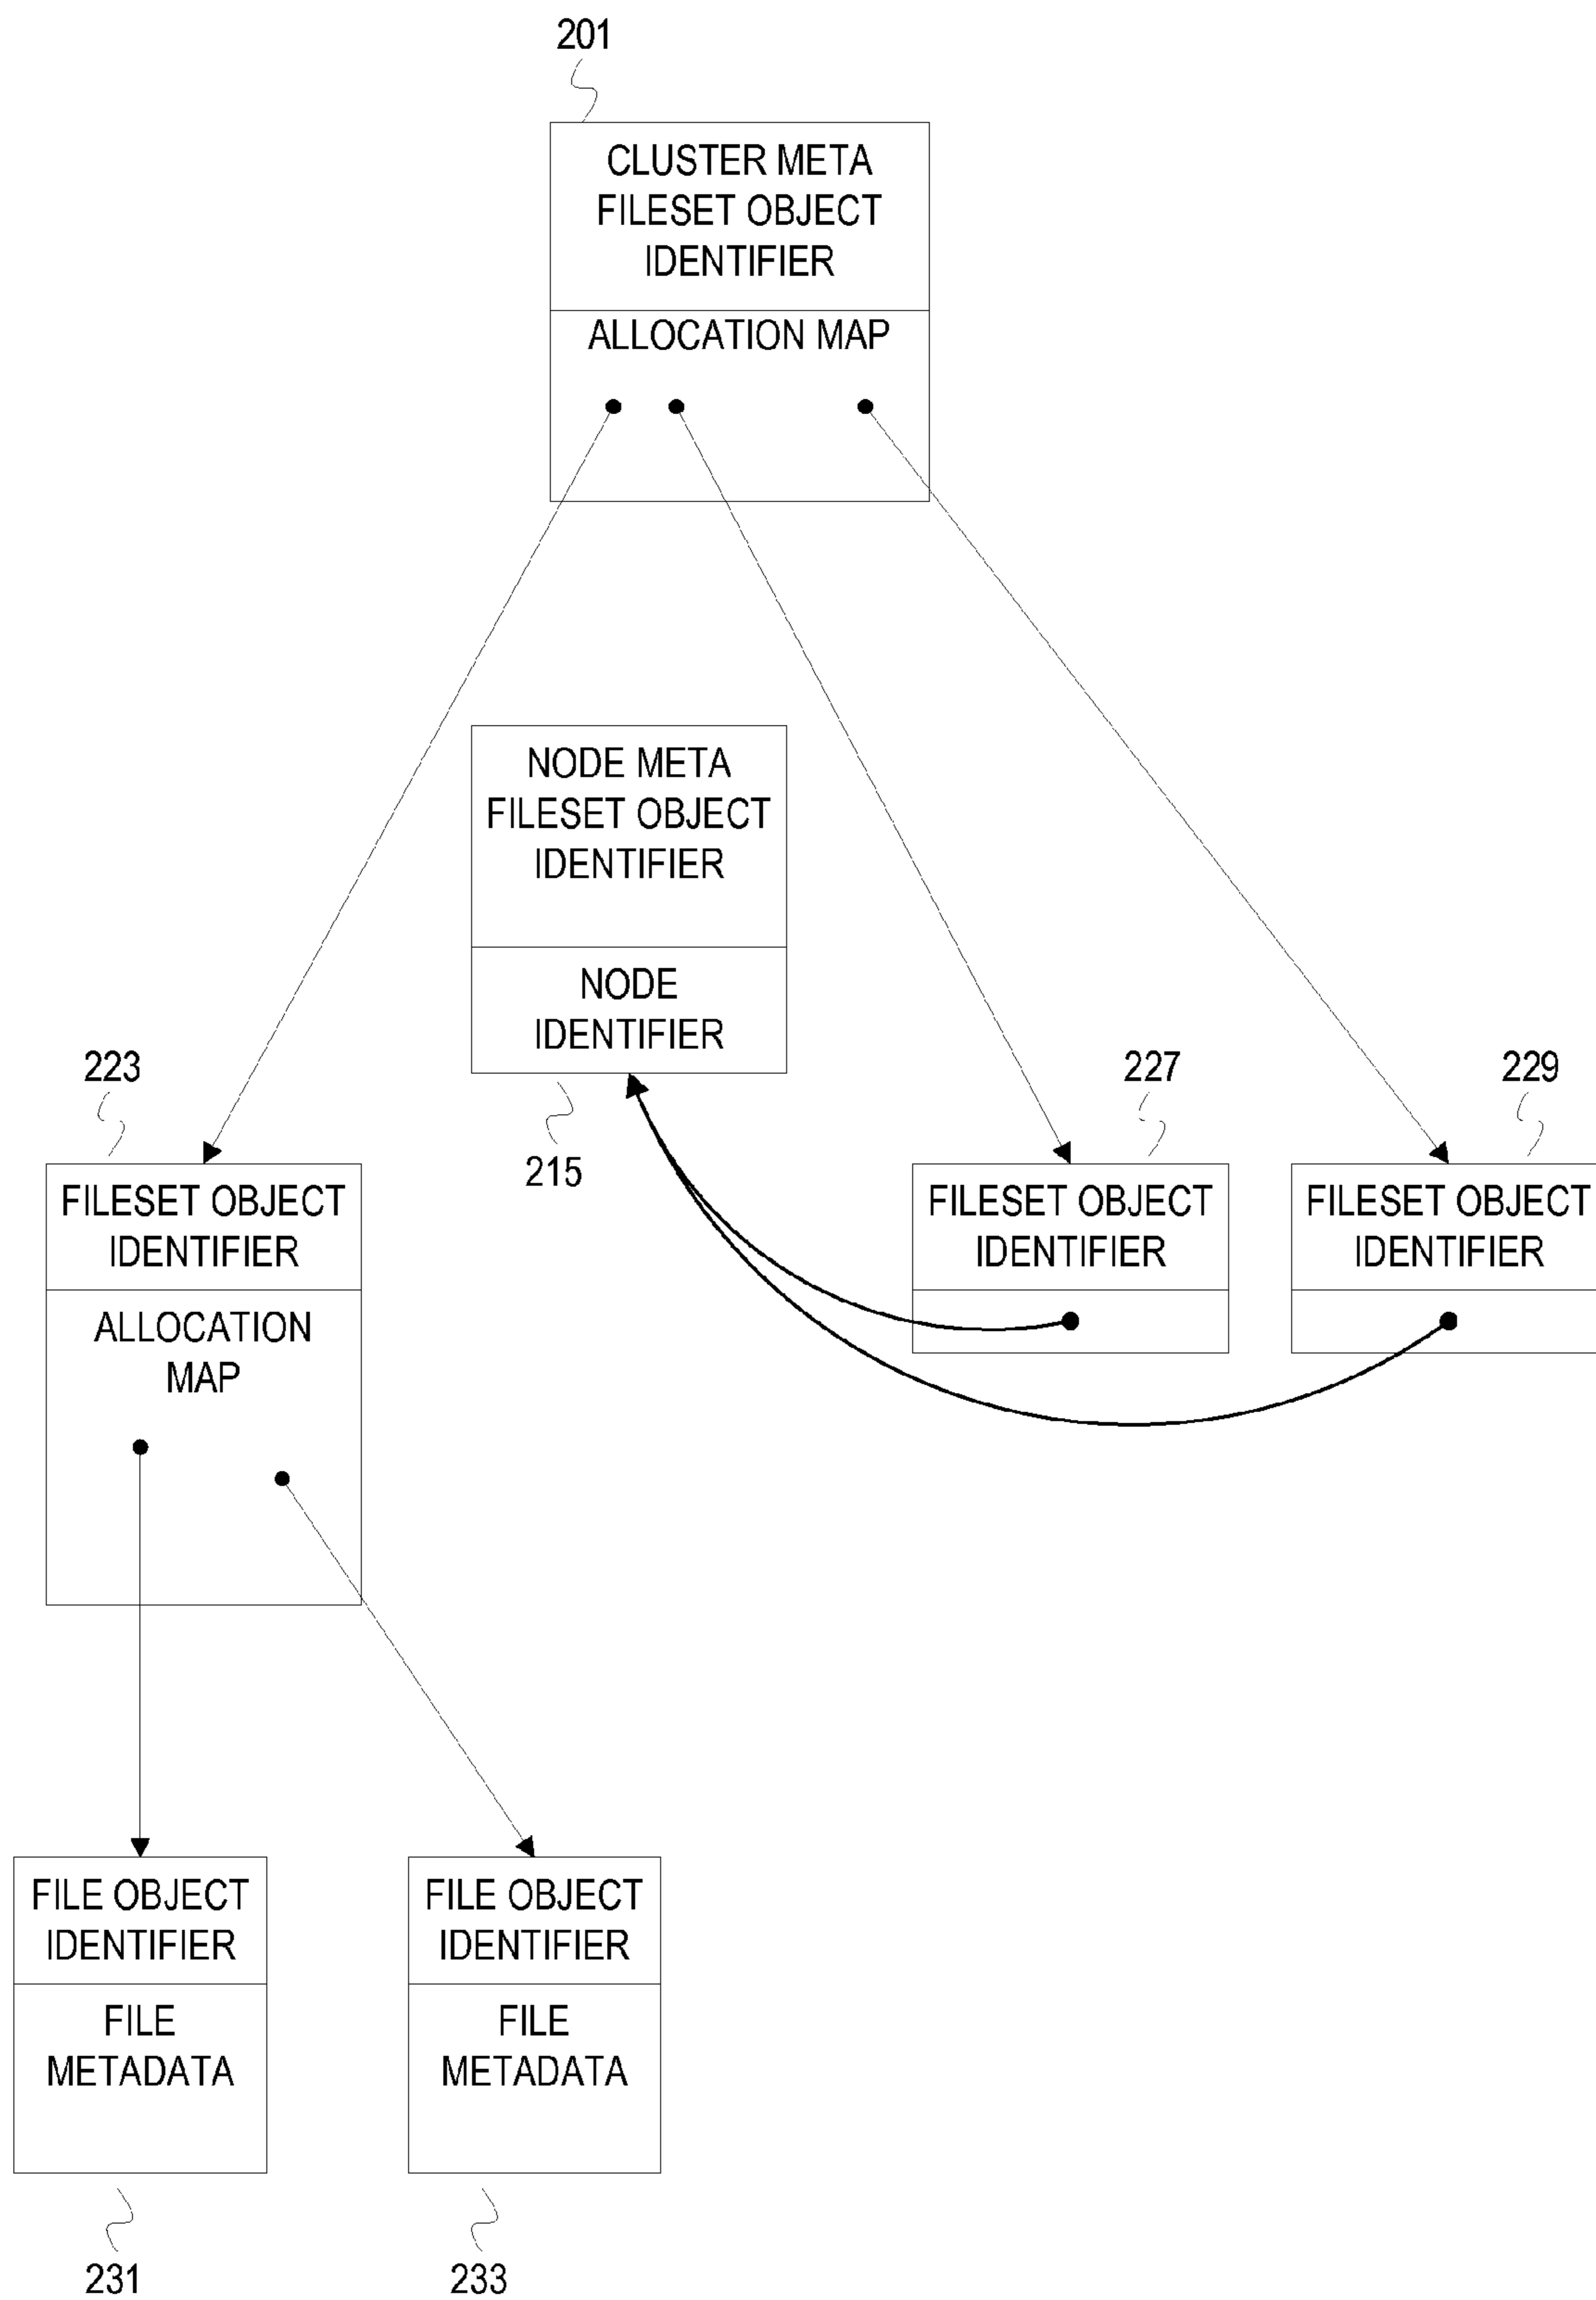 201
CLUSTER META
FILESET OBJECT
IDENTIFIER
ALLOCATION MAP
NODE META
FILESET OBJECT
IDENTIFIER
NODE
IDENTIFIER
215
223
FILESET OBJECT
IDENTIFIER
ALLOCATION
MAP
227
FILESET OBJECT
IDENTIFIER
229
FILESET OBJECT
IDENTIFIER
FILE OBJECT
IDENTIFIER
FILE
METADATA
231
FILE OBJECT
IDENTIFIER
FILE
METADATA
233